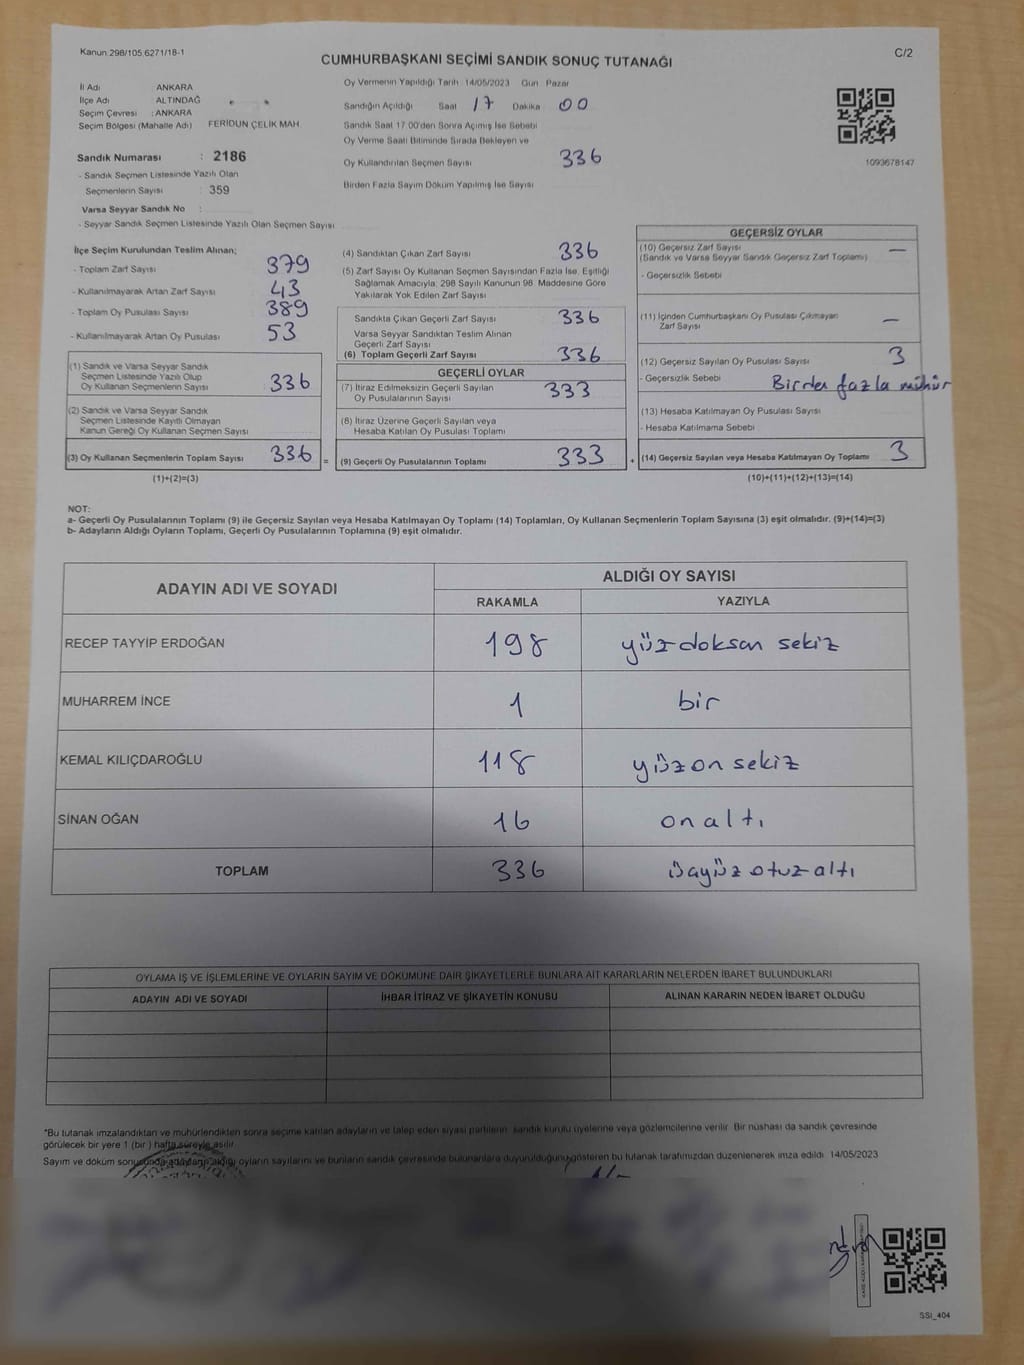 Kanun:298/105,6271/18-1
CUMHURBAŞKANI SEÇİMİ SANDIK SONUÇ TUTANAĞI
C/2
İl Adı ANKARA
İlçe Adı ALTINDAĞ
Seçim Çevresi : ANKARA
Seçim Bölgesi (Mahalle Adı) FERİDUN ÇELİK MAH
Sandık Numarası : 2186
- Sandık Seçmen Listesinde Yazılı Olan
Seçmenlerin Sayısı : 359
Varsa Seyyar Sandık No :
- Seyyar Sandık Seçmen Listesinde Yazılı Olan Seçmen Sayısı
Oy Vermenin Yapıldığı Tarih 14/05/2023 Gün Pazar
Sandığın Açıldığı Saat 17 Dakika 00
Sandık Saat 17.00'den Sonra Açımış İse Sebebi
Oy Verme Saati Bitiminde Sırada Bekleyen ve
Oy Kullandırılan Seçmen Sayısı 336
Birden Fazla Sayım Döküm Yapılmış İse Sayısı
1093678147
İlçe Seçim Kurulundan Teslim Alınan;
- Toplam Zarf Sayısı 379
- Kullanılmayarak Artan Zarf Sayısı 43
- Toplam Oy Pusulası Sayısı 389
- Kullanılmayarak Artan Oy Pusulası 53
(1) Sandık ve Varsa Seyyar Sandık
Seçmen Listesinde Yazılı Olup
Oy Kullanan Seçmenlerin Sayısı 336
(2) Sandık ve Varsa Seyyar Sandık
Seçmen Listesinde Kayıtlı Olmayan
Kanun Gereği Oy Kullanan Seçmen Sayısı
(3) Oy Kullanan Seçmenlerin Toplam Sayısı 336 =
(1)+(2)=(3)
(4) Sandıktan Çıkan Zarf Sayısı 336
(5) Zarf Sayısı Oy Kullanan Seçmen Sayısından Fazla İse, Eşitliği
Sağlamak Amacıyla; 298 Sayılı Kanunun 98. Maddesine Göre
Yakılarak Yok Edilen Zarf Sayısı
Sandıkta Çıkan Geçerli Zarf Sayısı 336
Varsa Seyyar Sandıktan Teslim Alınan
Geçerli Zarf Sayısı
(6) Toplam Geçerli Zarf Sayısı 336
GEÇERLİ OYLAR
(7) İtiraz Edilmeksizin Geçerli Sayılan
Oy Pusulalarının Sayısı 333
(8) İtiraz Üzerine Geçerli Sayılan veya
Hesaba Katılan Oy Pusulası Toplamı
(9) Geçerli Oy Pusulalarının Toplamı 333 +
GEÇERSİZ OYLAR
(10) Geçersiz Zarf Sayısı —
(Sandık ve Varsa Seyyar Sandık Geçersiz Zarf Toplamı)
- Geçersizlik Sebebi
(11) İçinden Cumhurbaşkanı Oy Pusulası Çıkmayan
Zarf Sayısı —
(12) Geçersiz Sayılan Oy Pusulası Sayısı 3
- Geçersizlik Sebebi Birden fazla mühür
(13) Hesaba Katılmayan Oy Pusulası Sayısı
- Hesaba Katılmama Sebebi
(14) Geçersiz Sayılan veya Hesaba Katılmayan Oy Toplamı 3
(10)+(11)+(12)+(13)=(14)
NOT:
a- Geçerli Oy Pusulalarının Toplamı (9) ile Geçersiz Sayılan veya Hesaba Katılmayan Oy Toplamı (14) Toplamları, Oy Kullanan Seçmenlerin Toplam Sayısına (3) eşit olmalıdır. (9)+(14)=(3)
b- Adayların Aldığı Oyların Toplamı, Geçerli Oy Pusulalarının Toplamına (9) eşit olmalıdır.
ADAYIN ADI VE SOYADI ALDIĞI OY SAYISI
RAKAMLA YAZIYLA
RECEP TAYYİP ERDOĞAN 198 yüzdoksan sekiz
MUHARREM İNCE 1 bir
KEMAL KILIÇDAROĞLU 118 yüzon sekiz
SİNAN OĞAN 16 on altı
TOPLAM 336 üçyüz otuz altı
OYLAMA İŞ VE İŞLEMLERİNE VE OYLARIN SAYIM VE DÖKÜMÜNE DAİR ŞİKAYETLERLE BUNLARA AİT KARARLARIN NELERDEN İBARET BULUNDUKLARI
ADAYIN ADI VE SOYADI İHBAR İTİRAZ VE ŞİKAYETİN KONUSU ALINAN KARARIN NEDEN İBARET OLDUĞU
*Bu tutanak imzalandıktan ve mühürlendikten sonra seçime katılan adayların ve talep eden siyasi partilerin sandık kurulu üyelerine veya gözlemcilerine verilir. Bir nüshası da sandık çevresinde
görülecek bir yere 1 (bir ) hafta süreyle asılır.
Sayım ve döküm sonucunda adayların aldığı oyların sayılarını ve bunların sandık çevresinde bulunanlara duyurulduğunu gösteren bu tutanak tarafımızdan düzenlenerek imza edildi. 14/05/2023
SSI_404